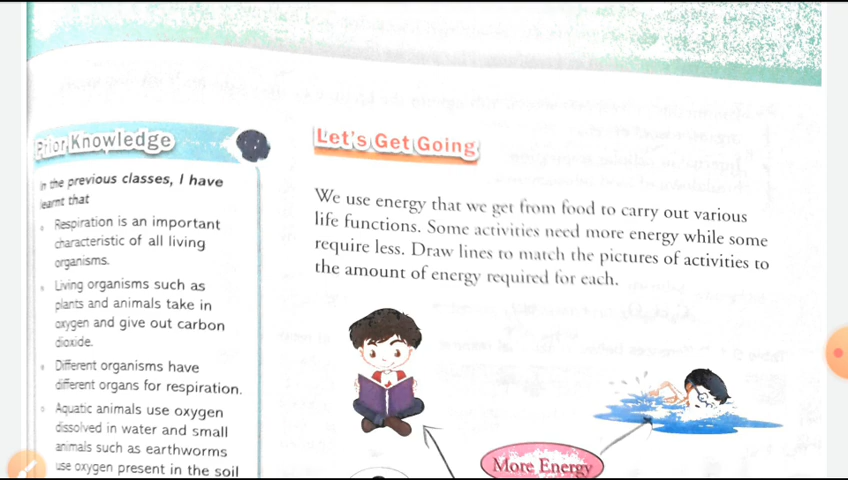 Prior Knowledge
In the previous classes, I have
learnt that
Respiration is an important
characteristic of all living
organisms.
Living organisms such as
plants and animals take in
oxygen and give out carbon
dioxide.
Different organisms have
different organs for respiration.
Aquatic animals use oxygen
dissolved in water and small
animals such as earthworms
use oxygen present in the soil
Let's Get Going
We use energy that we get from food to carry out various
life functions. Some activities need more energy while some
require less. Draw lines to match the pictures of activities to
the amount of energy required for each.
More Energy